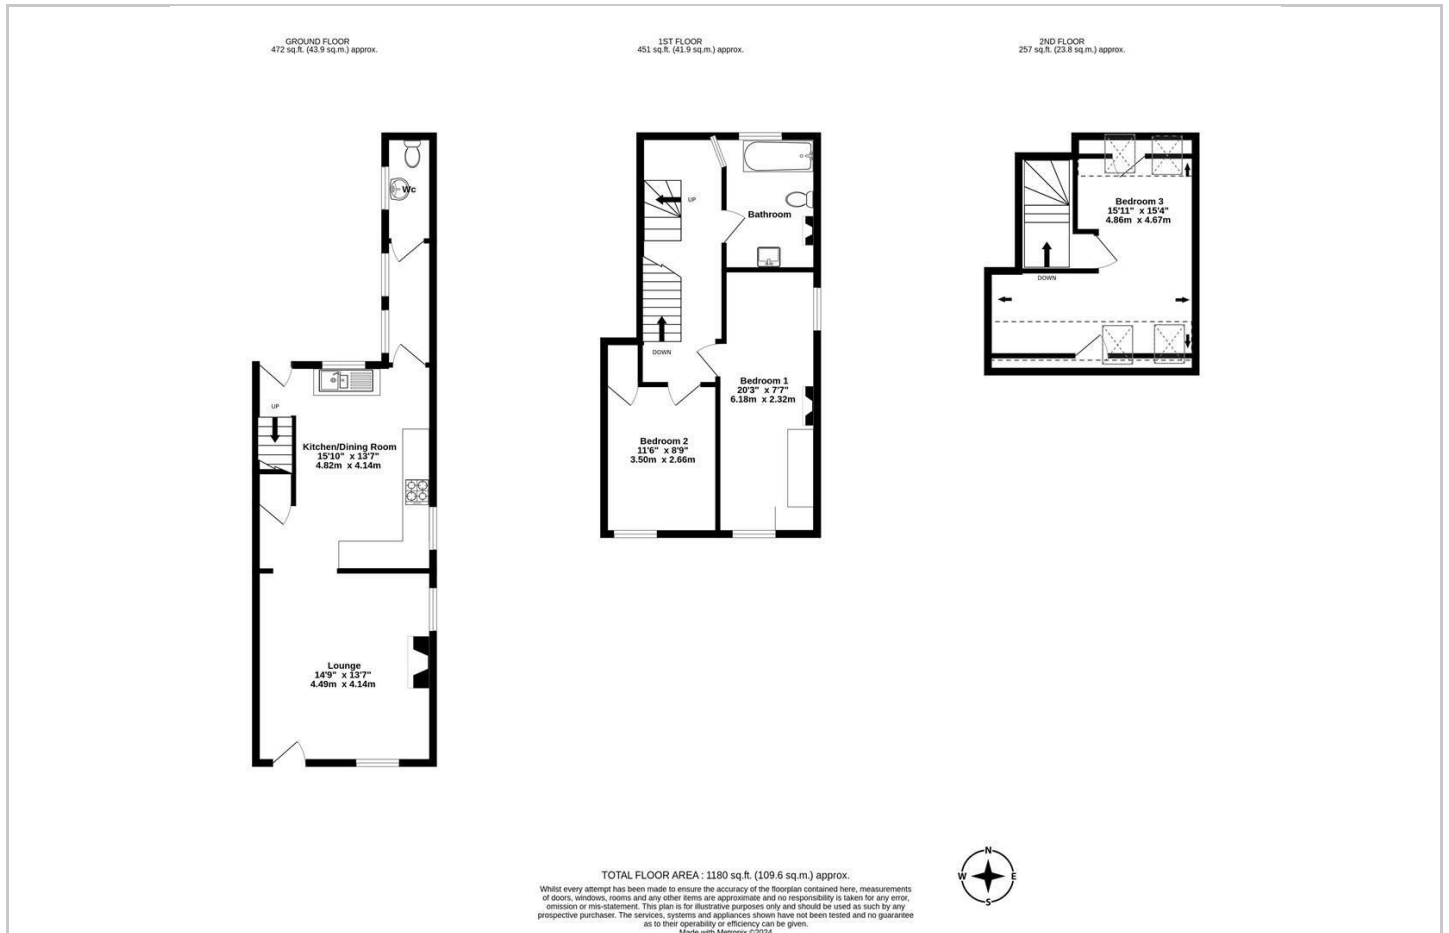 GROUND FLOOR
472 sq.ft. (43.9 sq.m.) approx.
1ST FLOOR
451 sq.ft. (41.9 sq.m.) approx.
2ND FLOOR
257 sq.ft. (23.8 sq.m.) approx.
Wc
UP
Kitchen/Dining Room
15'10" x 13'7"
4.82m x 4.14m
Lounge
14'9" x 13'7"
4.49m x 4.14m
UP
Bathroom
DOWN
Bedroom 1
20'3" x 7'7"
6.18m x 2.32m
Bedroom 2
11'6" x 8'9"
3.50m x 2.66m
Bedroom 3
15'11" x 15'4"
4.86m x 4.67m
DOWN
N
W E
S
TOTAL FLOOR AREA : 1180 sq.ft. (109.6 sq.m.) approx.
Whilst every attempt has been made to ensure the accuracy of the floorplan contained here, measurements
of doors, windows, rooms and any other items are approximate and no responsibility is taken for any error,
omission or mis-statement. This plan is for illustrative purposes only and should be used as such by any
prospective purchaser. The services, systems and appliances shown have not been tested and no guarantee
as to their operability or efficiency can be given.
Made with Metropix ©2024